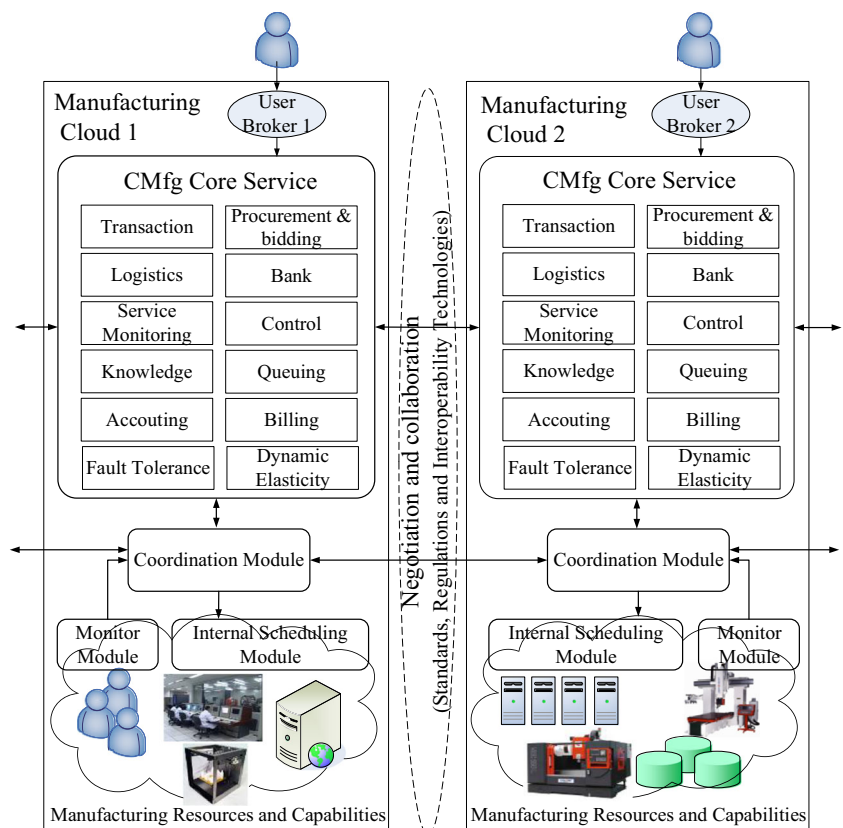 Manufacturing
Cloud 1
User
Broker 1
CMfg Core Service
Transaction
Procurement &
bidding
Logistics
Bank
Service
Monitoring
Control
Knowledge
Queuing
Accouting
Billing
Fault Tolerance
Dynamic
Elasticity
Coordination Module
Monitor
Module
Internal Scheduling
Module
Manufacturing Resources and Capabilities
Negotiation and collaboration
(Standards, Regulations and Interoperability Technologies)
Manufacturing
Cloud 2
User
Broker 2
CMfg Core Service
Transaction
Procurement &
bidding
Logistics
Bank
Service
Monitoring
Control
Knowledge
Queuing
Accouting
Billing
Fault Tolerance
Dynamic
Elasticity
Coordination Module
Internal Scheduling
Module
Monitor
Module
Manufacturing Resources and Capabilities